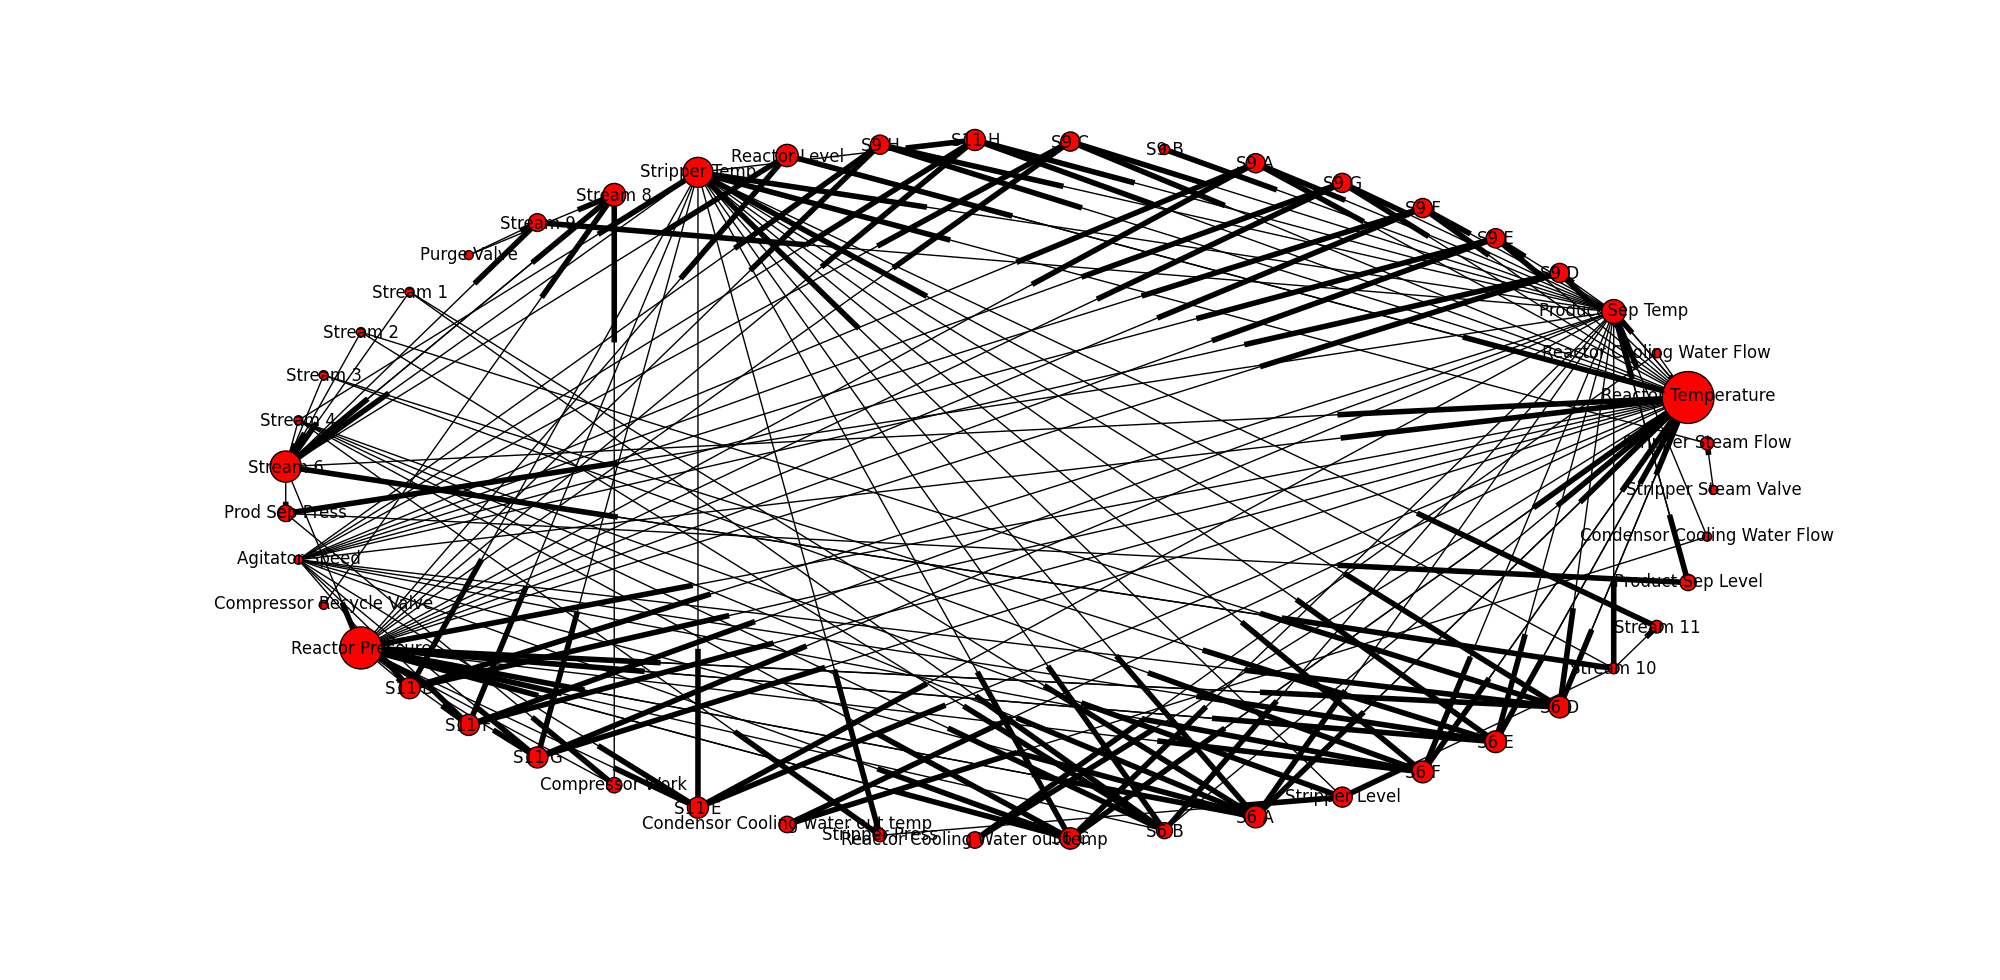 S11 H
S9 C
S9 H
S9 B
Reactor Level
S9 A
Stripper Temp
S9 G
Stream 8
S9 F
Stream 9
S9 E
Purge Valve
S9 D
Stream 1
Product Sep Temp
Stream 2
Reactor Cooling Water Flow
Stream 3
Reactor Temperature
Stream 4
Stripper Steam Flow
Stream 6
Stripper Steam Valve
Prod Sep Press
Condensor Cooling Water Flow
Agitator Speed
Product Sep Level
Compressor Recycle Valve
Stream 11
Reactor Pressure
Stream 10
S11
S6 D
S11 F
S6 E
S11 G
S6 F
Compressor Work
Stripper Level
S11 E
S6 A
Condensor Cooling water out temp
S6 B
Stripper Press
Reactor Cooling Water out temp